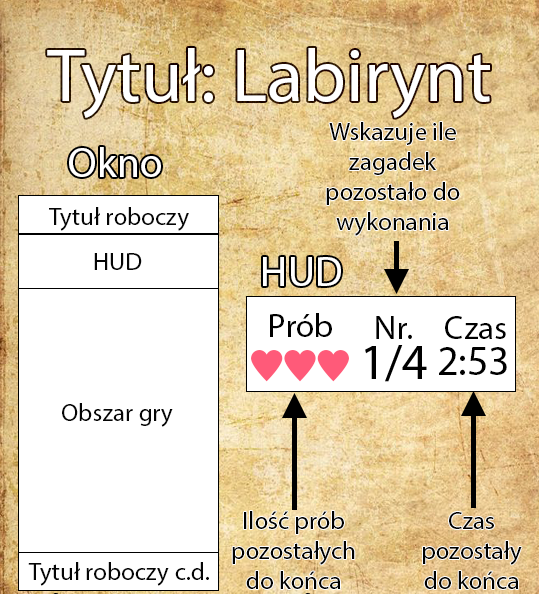 Tytuł: Labirynt
Okno
Tytuł roboczy
HUD
Obszar gry
Tytuł roboczy c.d.
Wskazuje ile
zagadek
pozostało do
wykonania
HUD
Prób Nr. Czas
1/4 2:53
Ilość prób
pozostałych
do końca
Czas
pozostały
do końca